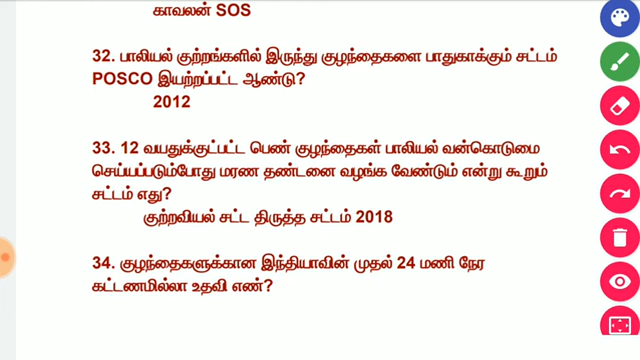 காவலன் SOS
32. பாலியல் குற்றங்களில் இருந்து குழந்தைகளை பாதுகாக்கும் சட்டம்
POSCO இயற்றப்பட்ட ஆண்டு?
2012
33. 12 வயதுக்குட்பட்ட பெண் குழந்தைகள் பாலியல் வன்கொடுமை
செய்யப்படும்போது மரண தண்டனை வழங்க வேண்டும் என்று கூறும்
சட்டம் எது?
குற்றவியல் சட்ட திருத்த சட்டம் 2018
34. குழந்தைகளுக்கான இந்தியாவின் முதல் 24 மணி நேர
கட்டணமில்லா உதவி எண்?